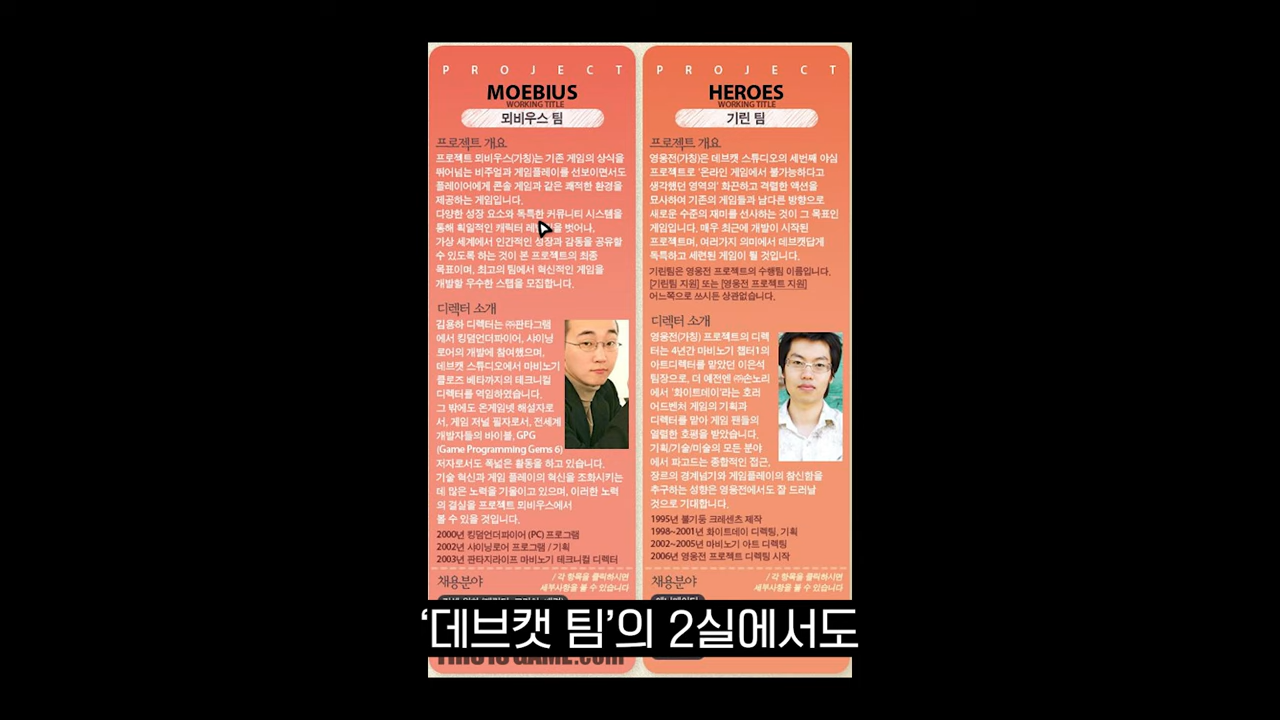 PROJECT
MOEBIUS
WORKING TITLE
뫼비우스 팀
프로젝트 개요
프로젝트 뫼비우스(가칭)는 기존 게임의 상식을
뛰어넘는 비주얼과 게임플레이를 선보이면서도
플레이어에게 콘솔 게임과 같은 쾌적한 환경을
제공하는 게임입니다.
다양한 성장 요소와 독특한 커뮤니티 시스템을
통해 획일적인 캐릭터 을 벗어나,
가상 세계에서 인간적인 성장과 감동을 공유할
수 있도록 하는 것이 본 프로젝트의 최종
목표이며, 최고의 팀에서 혁신적인 게임을
개발할 우수한 스탭을 모집합니다.
디렉터 소개
김용하 디렉터는 ㈜판타그램
에서 킹덤언더파이어, 샤이닝
로어의 개발에 참여했으며,
데브캣 스튜디오에서 마비노기
클로즈 베타까지의 테크니컬
디렉터를 역임하였습니다.
그 밖에도 온게임넷 해설자로
서, 게임 저널 필자로서, 전세계
개발자들의 바이블, GPG
(Game Programming Gems 6)
저자로서도 폭넓은 활동을 하고 있습니다.
기술 혁신과 게임 플레이의 혁신을 조화시키는
데 많은 노력을 기울이고 있으며, 이러한 노력
의 결실을 프로젝트 뫼비우스에서
볼 수 있을 것입니다.
2000년 킹덤언더파이어 (PC) 프로그램
2002년 샤이닝로어 프로그램 / 기획
2003년 판타지라이프 마비노기 테크니컬 디렉터
채용분야
/ 각 항목을 클릭하시면
세부사항을 볼 수 있습니다
PROJECT
HEROES
WORKING TITLE
기린 팀
프로젝트 개요
영웅전(가칭)은 데브캣 스튜디오의 세번째 야심
프로젝트로 '온라인 게임에서 불가능하다고
생각했던 영역의' 화끈하고 격렬한 액션을
묘사하여 기존의 게임들과 남다른 방향으로
새로운 수준의 재미를 선사하는 것이 그 목표인
게임입니다. 매우 최근에 개발이 시작된
프로젝트며, 여러가지 의미에서 데브캣답게
독특하고 세련된 게임이 될 것입니다.
기린팀은 영웅전 프로젝트의 수행팀 이름입니다.
[기린팀 지원] 또는 [영웅전 프로젝트 지원]
어느쪽으로 쓰시든 상관없습니다.
디렉터 소개
영웅전(가칭) 프로젝트의 디렉
터는 4년간 마비노기 챕터1의
아트디렉터를 맡았던 이은석
팀장으로, 더 예전엔 ㈜손노리
에서 '화이트데이'라는 호러
어드벤처 게임의 기획과
디렉터를 맡아 게임 팬들의
열렬한 호평을 받았습니다.
기획/기술/미술의 모든 분야
에서 파고드는 종합적인 접근,
장르의 경계넘기와 게임플레이의 참신함을
추구하는 성향은 영웅전에서도 잘 드러날
것으로 기대합니다.
1995년 불기둥 크레센츠 제작
1998~2001년 화이트데이 디렉팅, 기획
2002~2005년 마비노기 아트 디렉팅
2006년 영웅전 프로젝트 디렉팅 시작
채용분야
/ 각 항목을 클릭하시면
세부사항을 볼 수 있습니다
‘데브캣 팀’의 2실에서도